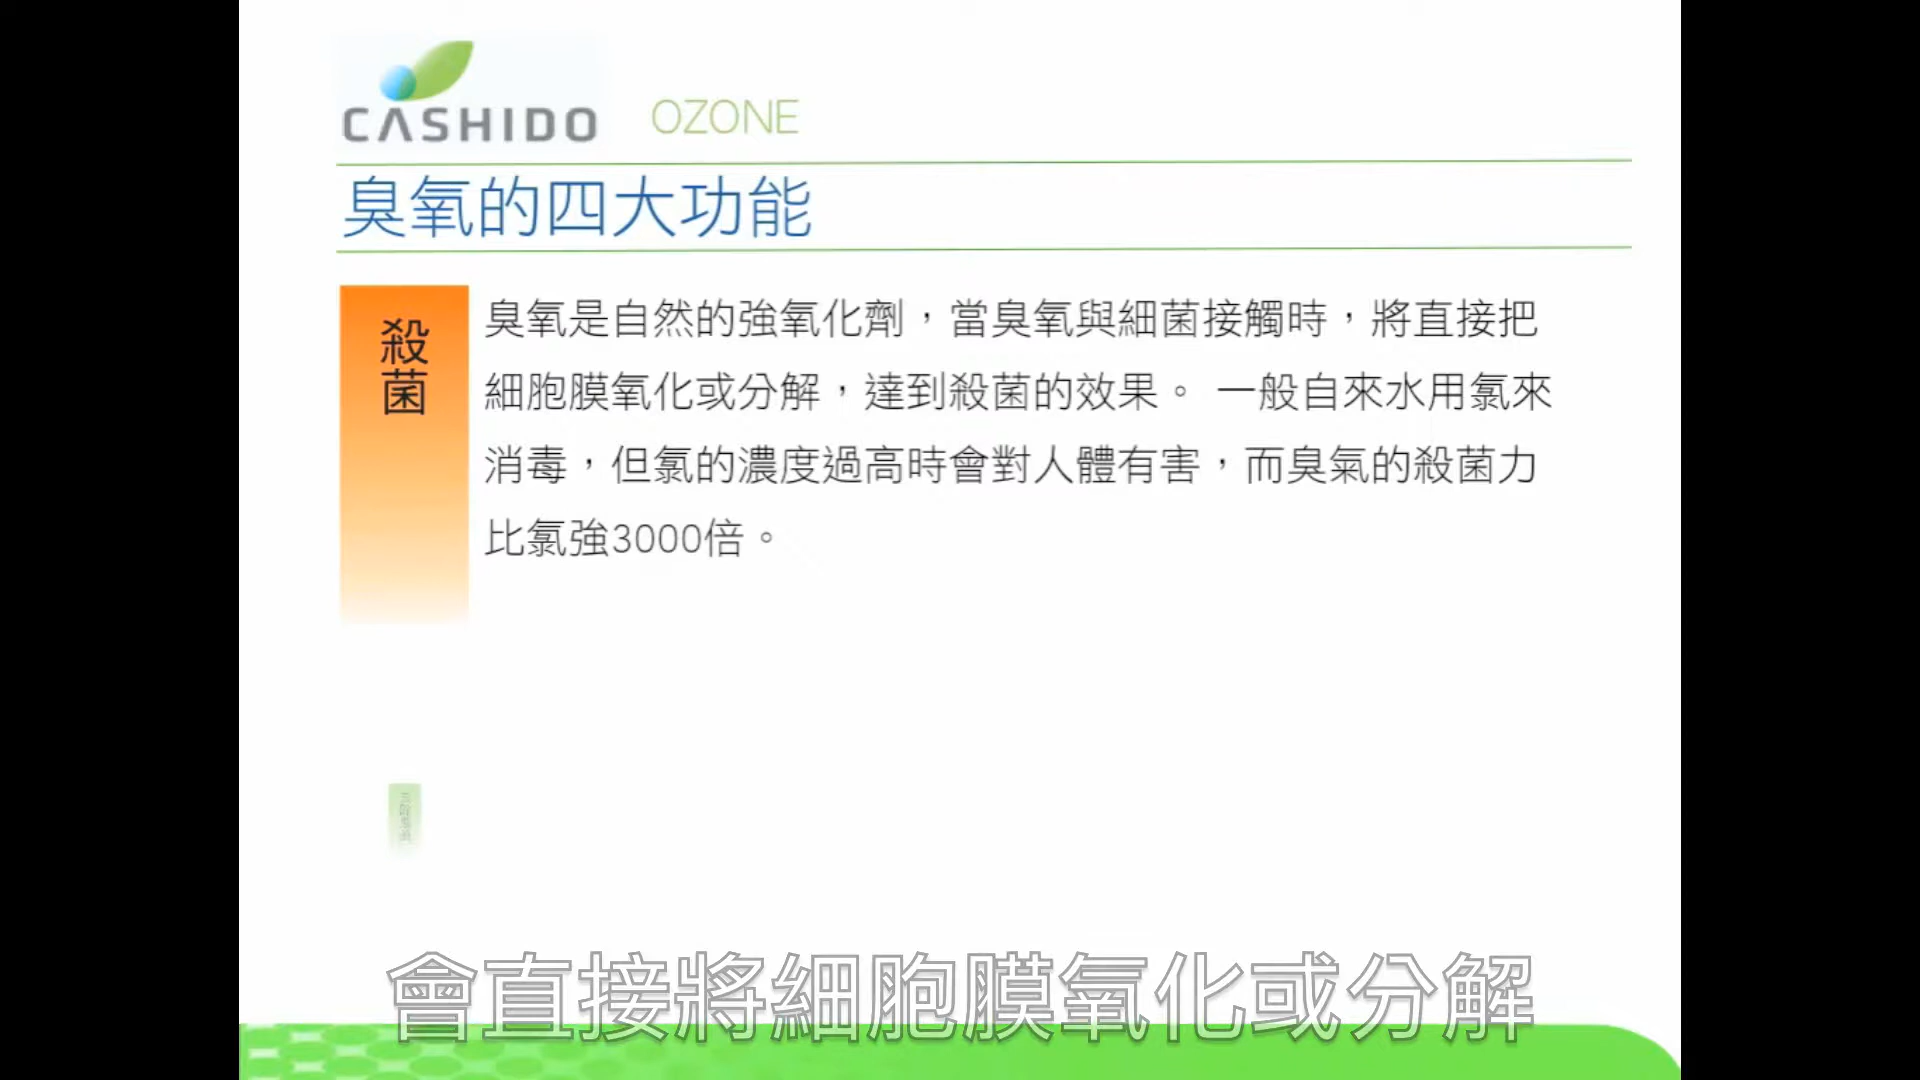 CASHIDO
OZONE
臭氧的四大功能
殺菌
臭氧是自然的強氧化劑，當臭氧與細菌接觸時，將直接把
細胞膜氧化或分解，達到殺菌的效果。 一般自來水用氯來
消毒，但氯的濃度過高時會對人體有害，而臭氣的殺菌力
比氯強3000倍。
會直接將細胞膜氧化或分解